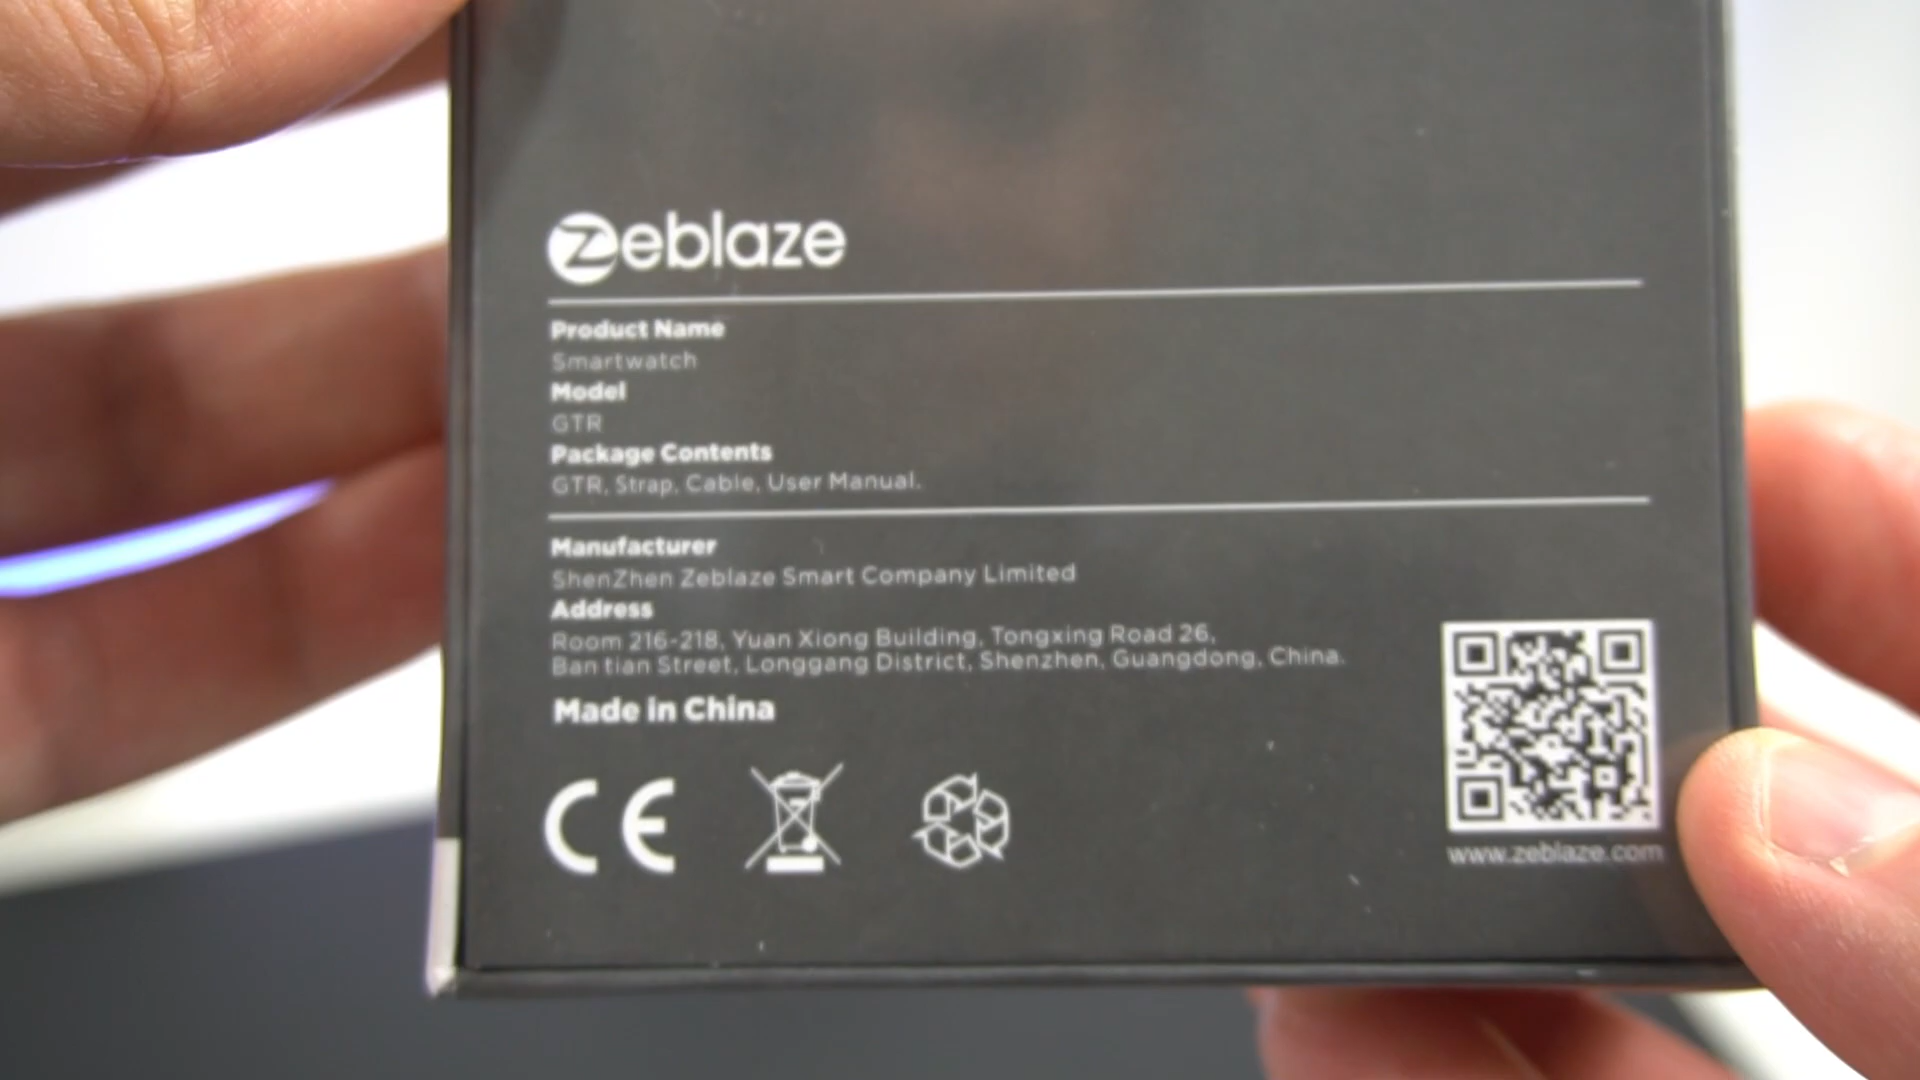 zeblaze
Product Name
Smartwatch
Model
GTR
Package Contents
GTR, Strap, Cable, User Manual.
Manufacturer
ShenZhen Zeblaze Smart Company Limited
Address
Room 216-218, Yuan Xiong Building, Tongxing Road 26,
Ban tian Street, Longgang District, Shenzhen, Guangdong, China.
Made in China
CE
www.zeblaze.com